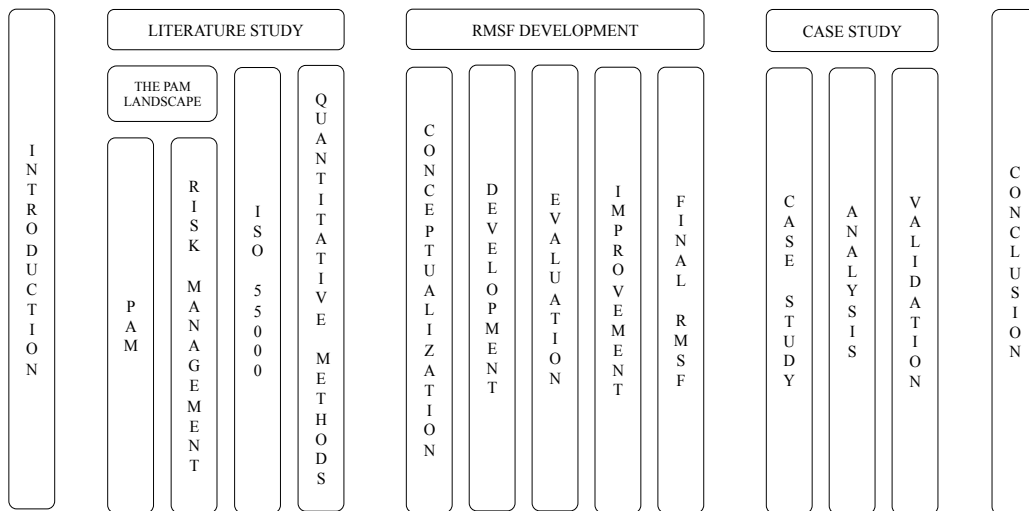 INTRODUCTION
LITERATURE STUDY
THE PAM
LANDSCAPE
PAM
RISK MANAGEMENT
ISO 55000
QUANTITATIVE METHODS
RMSF DEVELOPMENT
CONCEPTUALIZATION
DEVELOPMENT
EVALUATION
IMPROVEMENT
FINAL RMSF
CASE STUDY
CASE STUDY
ANALYSIS
VALIDATION
CONCLUSION